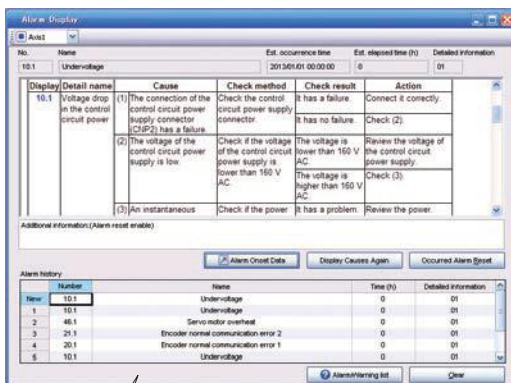 Alarm Display
Axis1
No. Name Est. occurrence time Est. elapsed time (h) Detailed information
10.1 Undervoltage 2013/01/01 00:00:00 0 01
Display Detail name Cause Check method Check result Action
10.1 Voltage drop in the control circuit power
(1) The connection of the control circuit power supply connector (CNP2) has a failure.
Check the control circuit power supply connector.
It has a failure. Connect it correctly.
It has no failure. Check (2).
(2) The voltage of the control circuit power supply is low.
Check if the voltage of the control circuit power supply is lower than 160 V AC.
The voltage is lower than 160 V AC.
Review the voltage of the control circuit power supply.
The voltage is higher than 160 V AC.
Check (3).
(3) An instantaneous Check if the power It has a problem. Review the power.
Additional information:(Alarm reset enable)
Alarm Onset Data Display Causes Again Occurred Alarm Reset
Alarm history
Number Name Time (h) Detailed information
New 10.1 Undervoltage 0 01
1 10.1 Undervoltage 0 01
2 46.1 Servo motor overheat 0 01
3 21.1 Encoder normal communication error 2 0 01
4 20.1 Encoder normal communication error 1 0 01
5 10.1 Undervoltage 0 01
Alarm/Warning list Clear